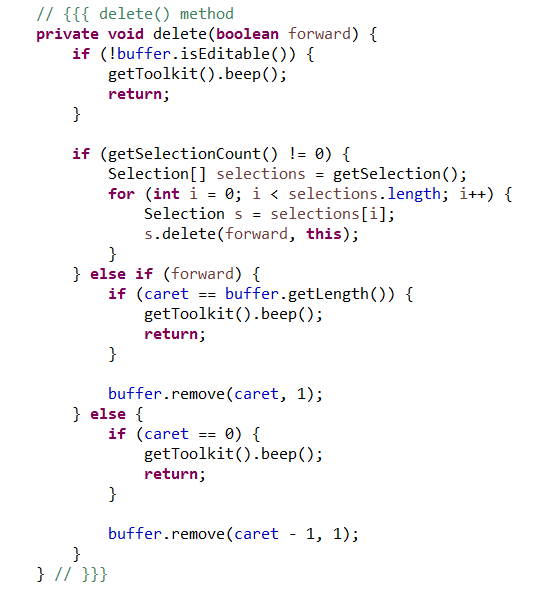 // {{{ delete() method
private void delete(boolean forward) {
    if (!buffer.isEditable()) {
        getToolkit().beep();
        return;
    }

    if (getSelectionCount() != 0) {
        Selection[] selections = getSelection();
        for (int i = 0; i < selections.length; i++) {
            Selection s = selections[i];
            s.delete(forward, this);
        }
    } else if (forward) {
        if (caret == buffer.getLength()) {
            getToolkit().beep();
            return;
        }

        buffer.remove(caret, 1);
    } else {
        if (caret == 0) {
            getToolkit().beep();
            return;
        }

        buffer.remove(caret - 1, 1);
    }
} // }}}